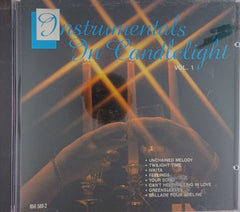 Instrumentals
In Candlelight
VOL. 1
• UNCHAINED MELODY
• TWILIGHT TIME
• NIKITA
• FEELINGS
• YOUR SONG
• CAN'T HELP FALLING IN LOVE
• GREENSLEEVES
• BALLADE POUR ADELINE